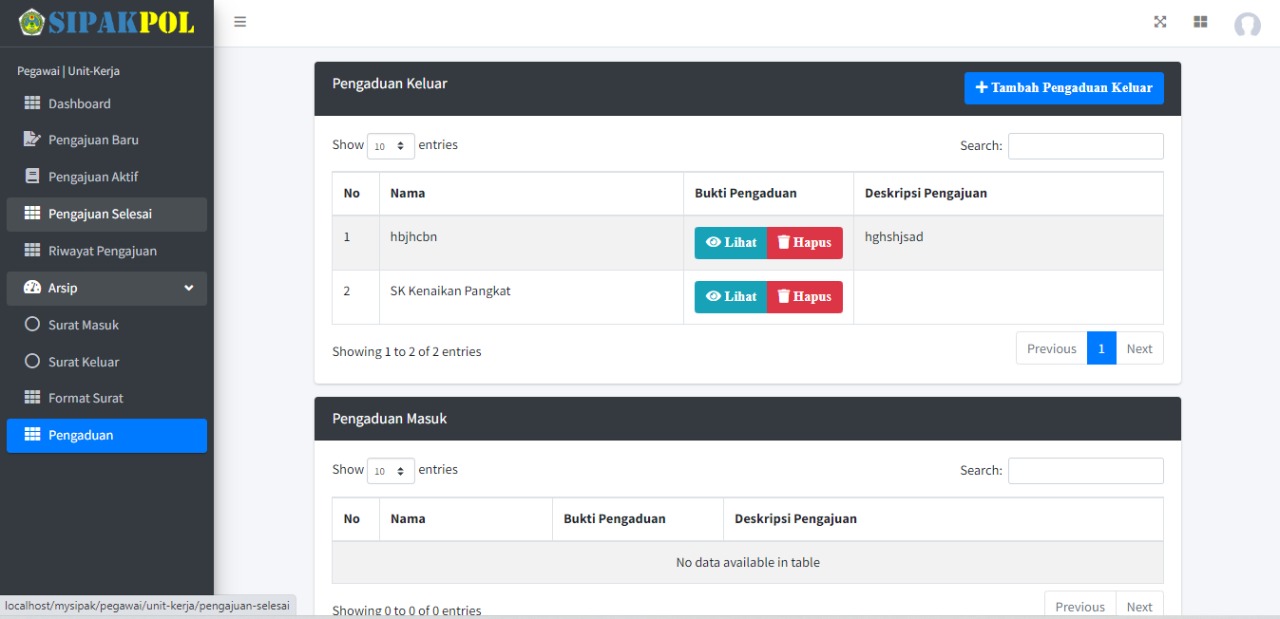 SIPAKPOL
Pegawai | Unit-Kerja
Dashboard
Pengajuan Baru
Pengajuan Aktif
Pengajuan Selesai
Riwayat Pengajuan
Arsip
Surat Masuk
Surat Keluar
Format Surat
Pengaduan
localhost/mysipak/pegawai/unit-kerja/pengajuan-selesai
Pengaduan Keluar
Tambah Pengaduan Keluar
Show 10 entries
Search:
No Nama Bukti Pengaduan Deskripsi Pengajuan
1 hbjhcbn Lihat Hapus hghshjsad
2 SK Kenaikan Pangkat Lihat Hapus
Showing 1 to 2 of 2 entries
Previous 1 Next
Pengaduan Masuk
Show 10 entries
Search:
No Nama Bukti Pengaduan Deskripsi Pengajuan
No data available in table
Showing 0 to 0 of 0 entries
Previous Next